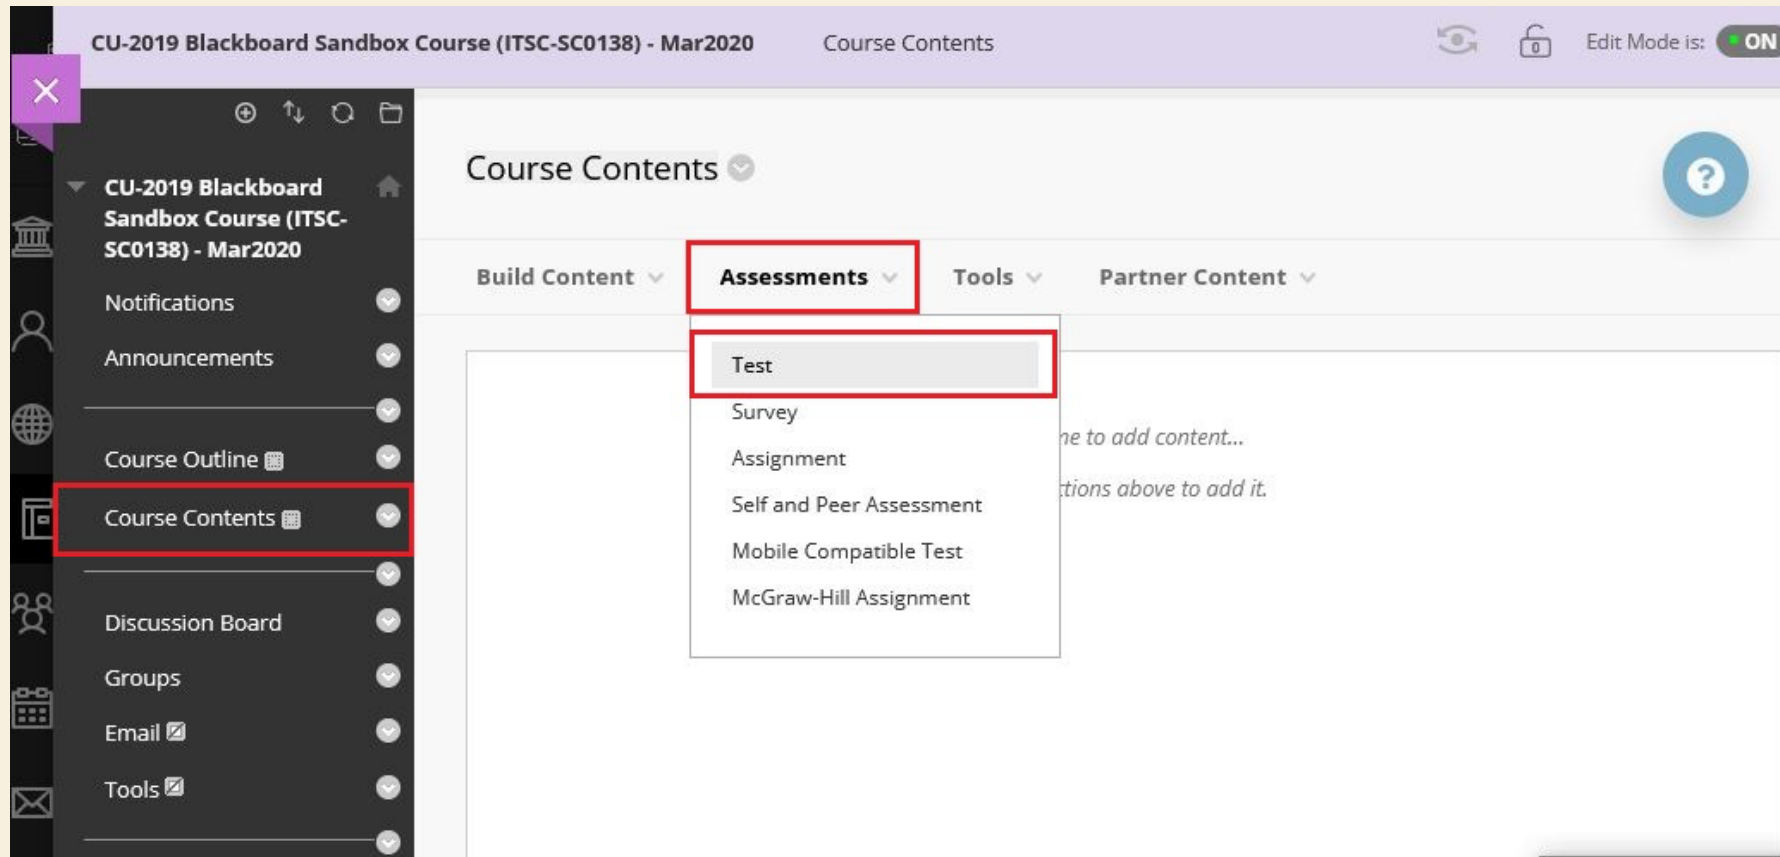 CU-2019 Blackboard Sandbox Course (ITSC-SC0138) - Mar2020 Course Contents
0 Edit Mode is: ON
CU-2019 Blackboard
Sandbox Course (ITSC-
SC0138) - Mar2020
Notifications
Announcements
Course Outline
Course Contents
Discussion Board
Groups
Email
Tools
Course Contents
?
Build Content Assessments Tools Partner Content
Test
Survey
Assignment
Self and Peer Assessment
Mobile Compatible Test
McGraw-Hill Assignment
to add content...
above to add it.